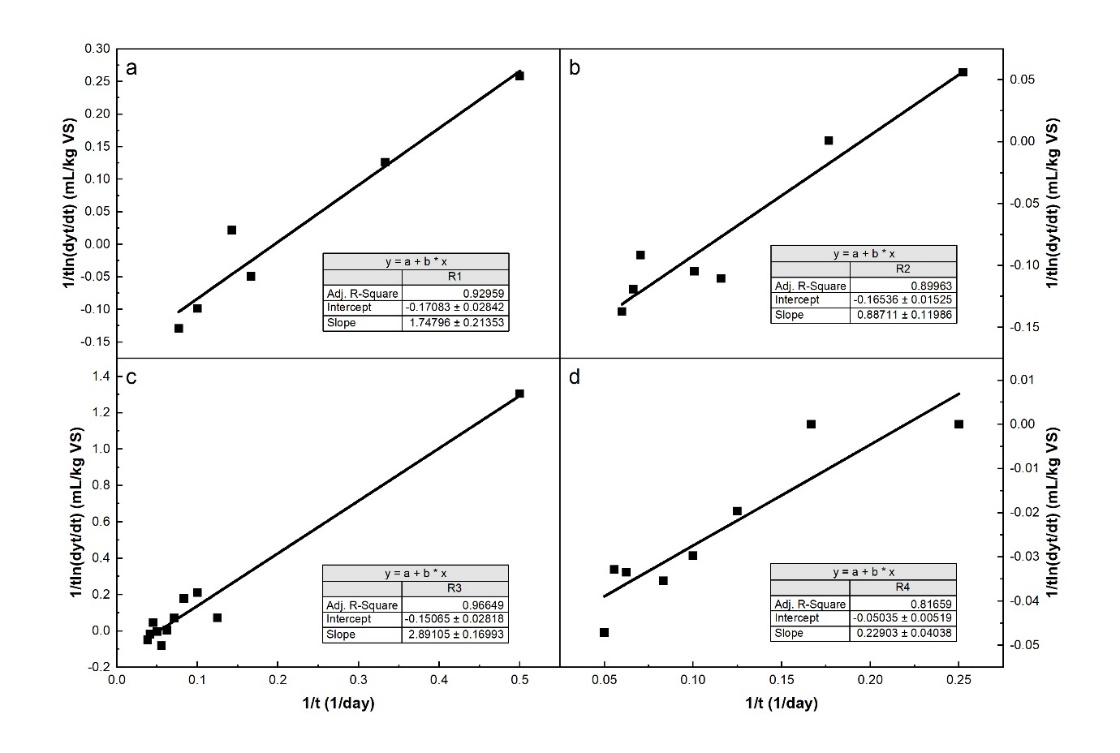 a
0.30
0.25
0.20
0.15
0.10
0.05
0.00
-0.05
-0.10
-0.15
1/tln(dyt/dt) (mL/kg VS)
y = a + b * x
R1
Adj. R-Square 0.92959
Intercept -0.17083 ± 0.02842
Slope 1.74796 ± 0.21353
b
0.05
0.00
-0.05
-0.10
-0.15
1/tln(dyt/dt) (mL/kg VS)
y = a + b * x
R2
Adj. R-Square 0.89963
Intercept -0.16536 ± 0.01525
Slope 0.88711 ± 0.11986
c
1.4
1.2
1.0
0.8
0.6
0.4
0.2
0.0
-0.2
1/tln(dyt/dt) (mL/kg VS)
y = a + b * x
R3
Adj. R-Square 0.96649
Intercept -0.15065 ± 0.02818
Slope 2.89105 ± 0.16993
0.0 0.1 0.2 0.3 0.4 0.5
1/t (1/day)
d
0.01
0.00
-0.01
-0.02
-0.03
-0.04
-0.05
1/tln(dyt/dt) (mL/kg VS)
y = a + b * x
R4
Adj. R-Square 0.81659
Intercept -0.05035 ± 0.00519
Slope 0.22903 ± 0.04038
0.05 0.10 0.15 0.20 0.25
1/t (1/day)